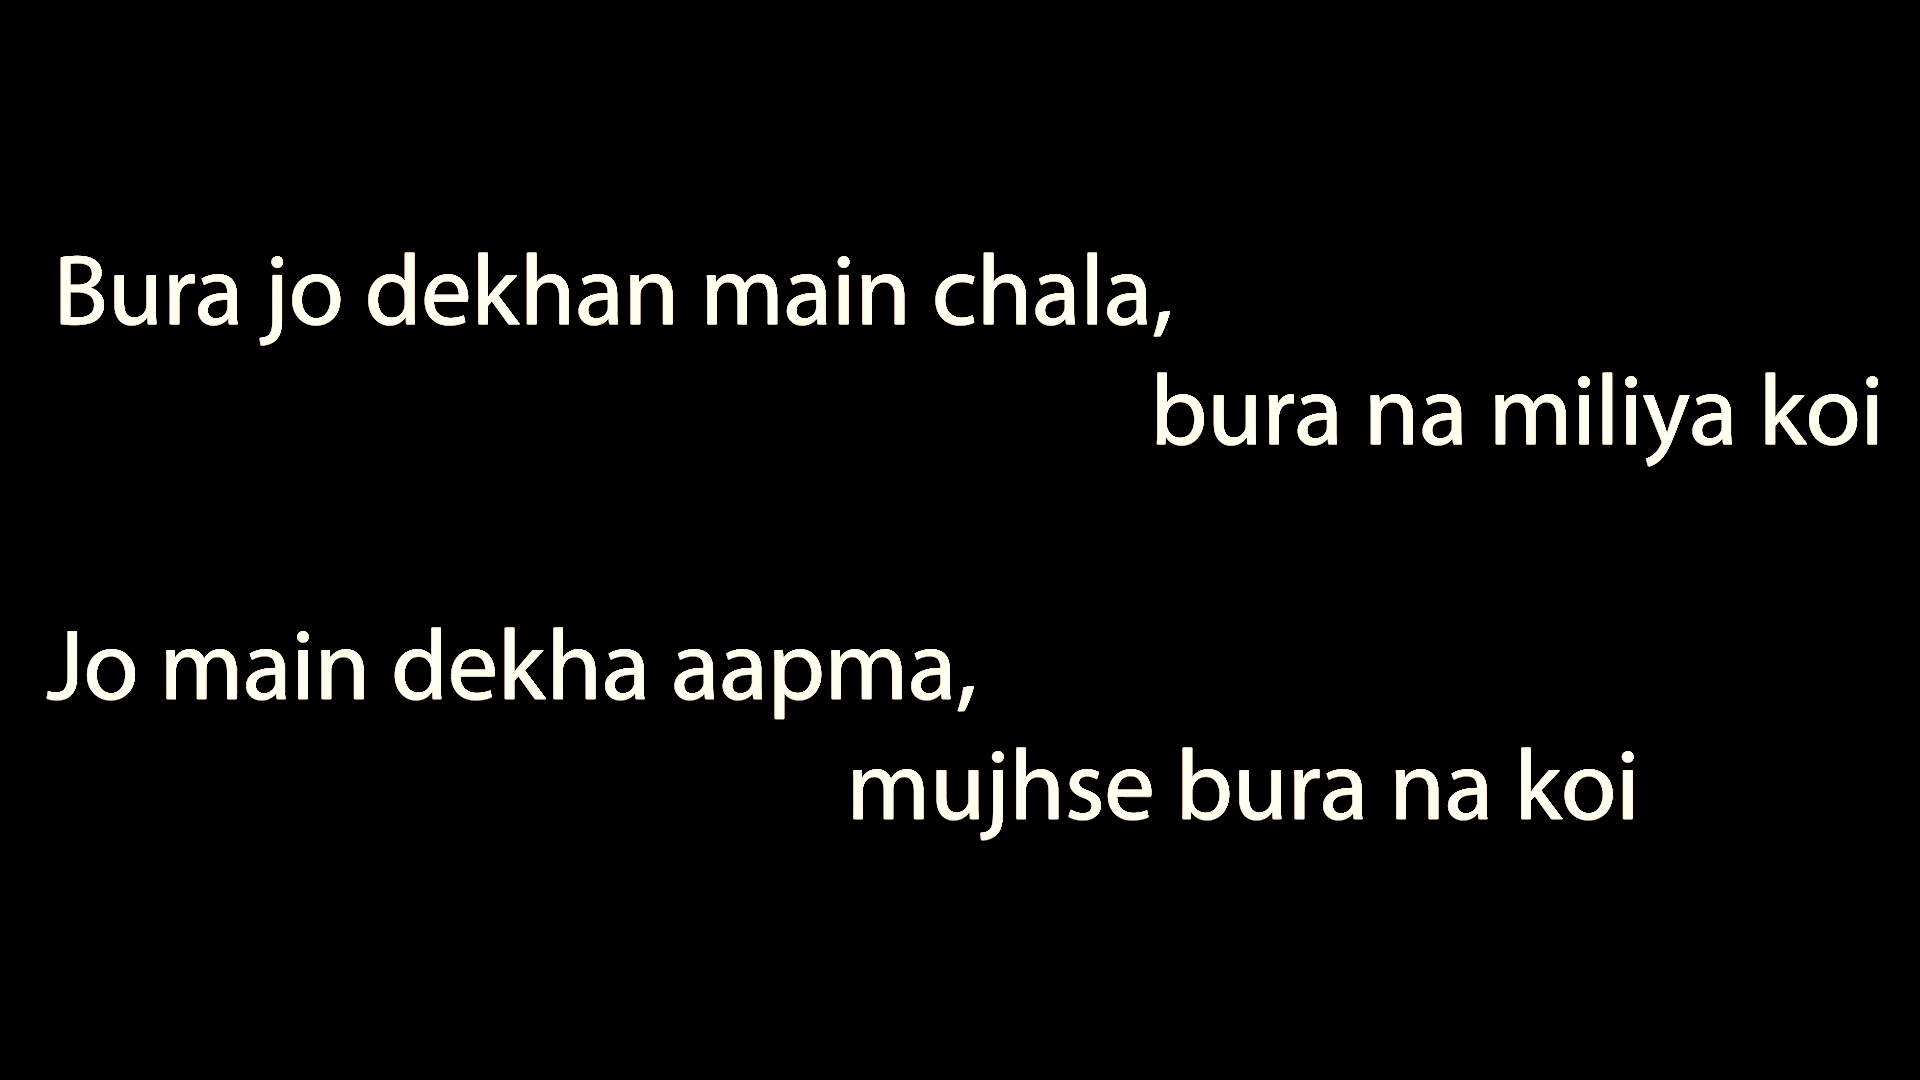 Bura jo dekhan main chala,
bura na miliya koi
Jo main dekha aapma,
mujhse bura na koi